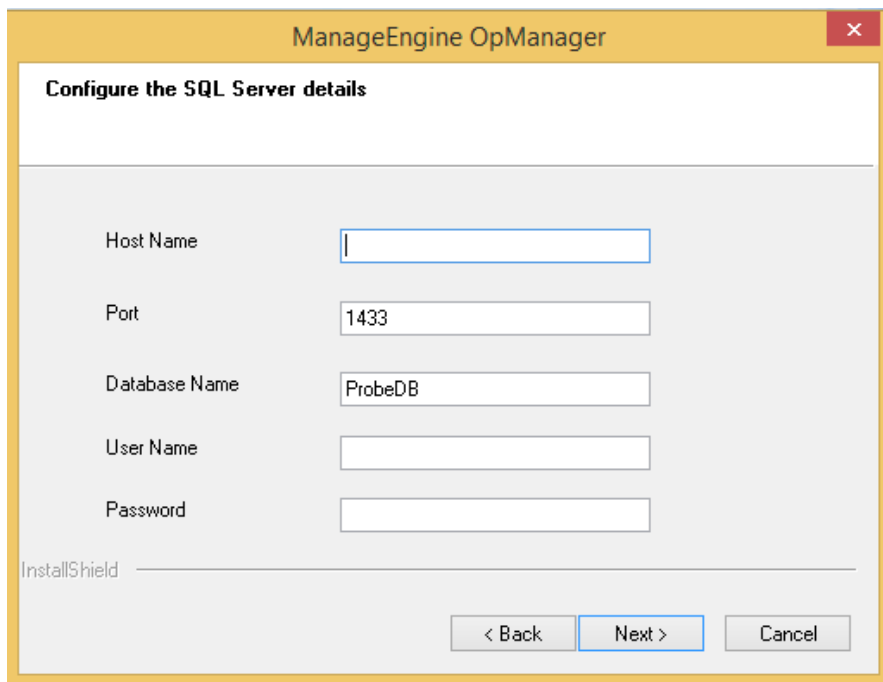 ManageEngine OpManager
Configure the SQL Server details
Host Name
Port 1433
Database Name ProbeDB
User Name
Password
InstallShield
< Back Next > Cancel